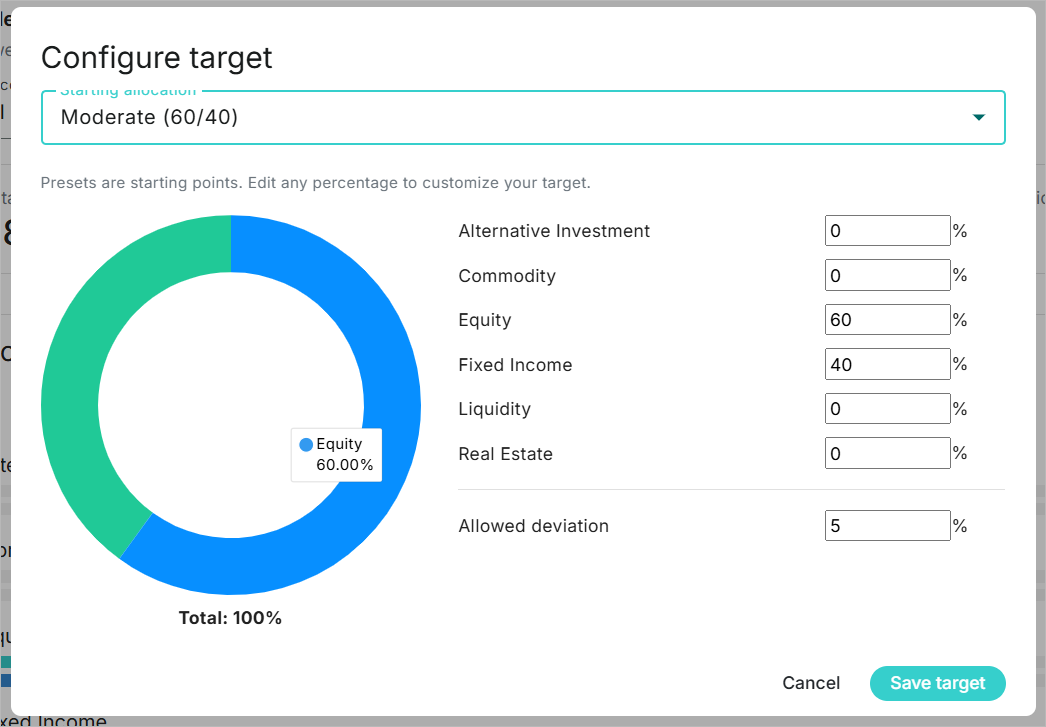 Configure target
Starting allocation
Moderate (60/40)
Presets are starting points. Edit any percentage to customize your target.
Alternative Investment 0 %
Commodity 0 %
Equity 60 %
Fixed Income 40 %
Liquidity 0 %
Real Estate 0 %
Equity
60.00%
Allowed deviation 5 %
Total: 100%
Cancel Save target
Income